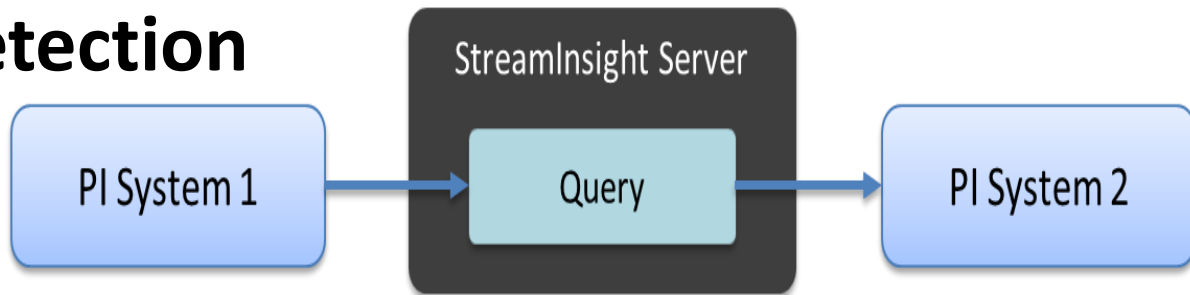 etection
StreamInsight Server
PI System 1
Query
PI System 2